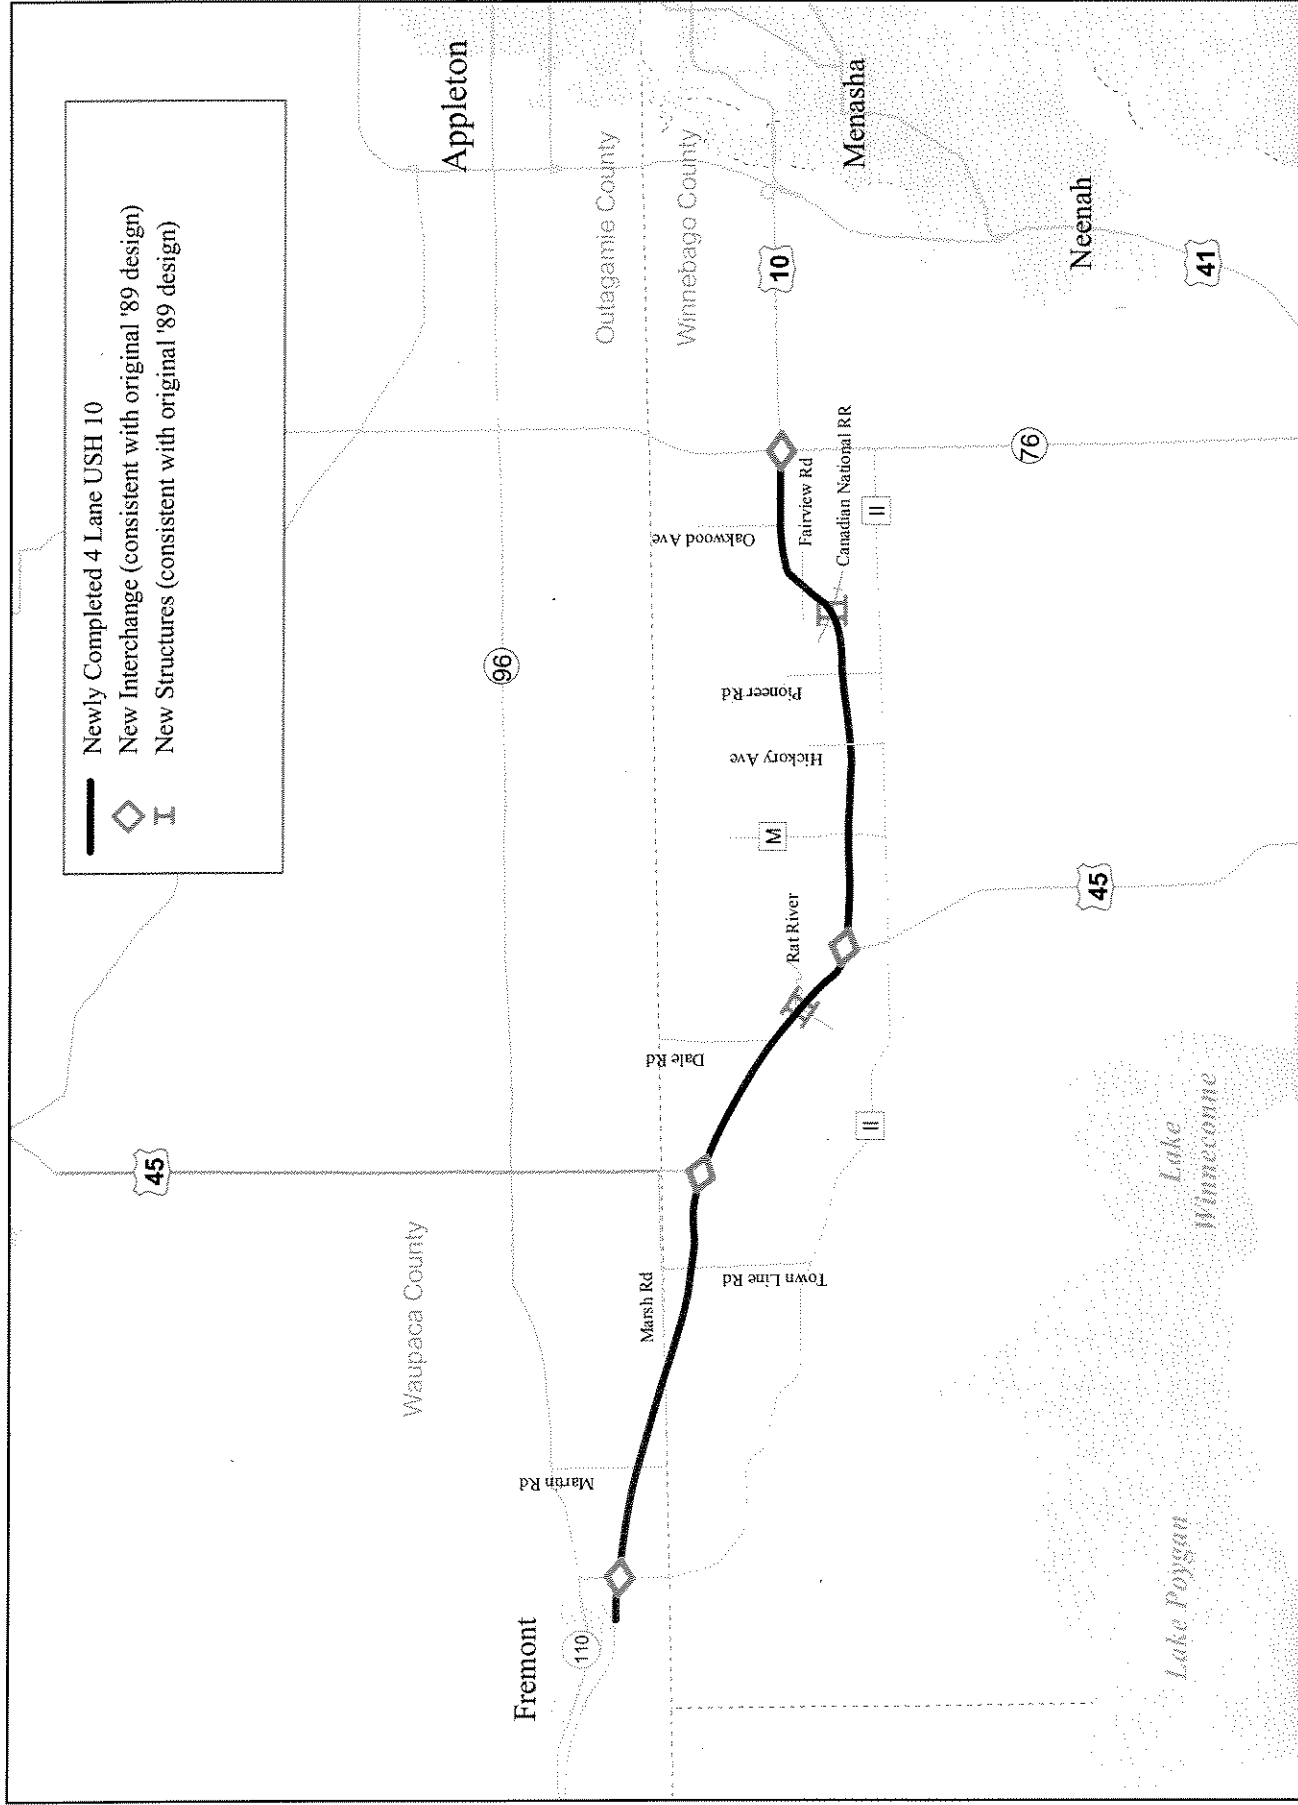 Newly Completed 4 Lane USH 10
New Interchange (consistent with original '89 design)
New Structures (consistent with original '89 design)
Appleton
45
Waupaca County
96
Outagamie County
Fremont
110
Martin Rd
Marsh Rd
Winnebago County
Dale Rd
Oakwood Ave
10
Town Line Rd
Rat River
M
Hickory Ave
Pioneer Rd
Fairview Rd
Canadian National RR
Menasha
II
II
76
Neenah
45
41
Lake Poygan
Lake
Winneconne